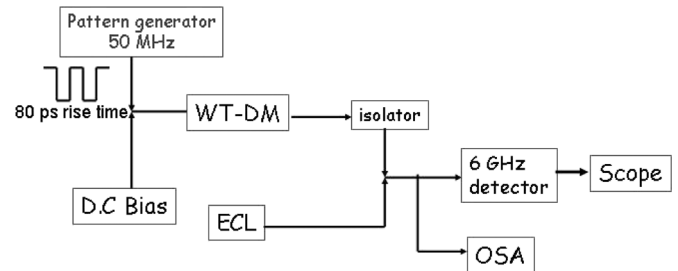 Pattern generator
50 MHz
80 ps rise time
WT-DM
isolator
6 GHz
detector
Scope
D.C Bias
ECL
OSA